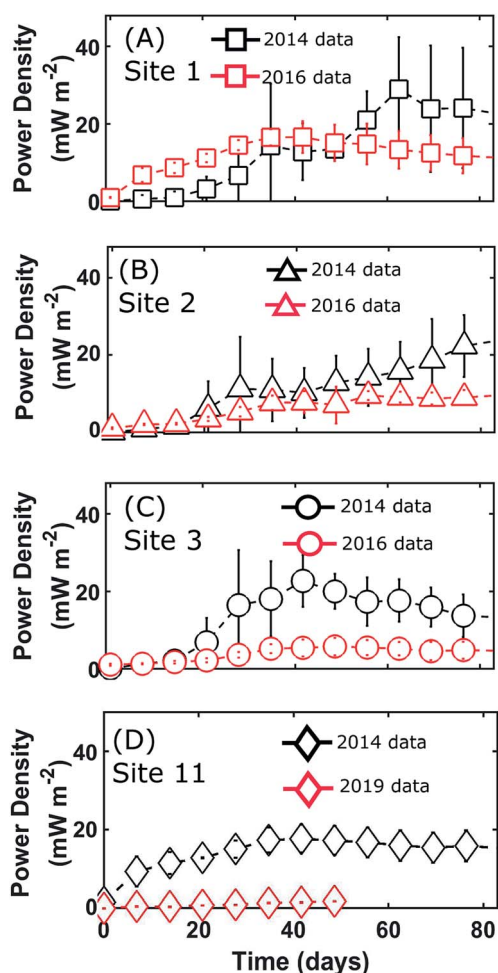 (A)
Site 1
2014 data
2016 data
Power Density
(mW m⁻²)
40
20
0
(B)
Site 2
2014 data
2016 data
Power Density
(mW m⁻²)
40
20
0
(C)
Site 3
2014 data
2016 data
Power Density
(mW m⁻²)
40
20
0
(D)
Site 11
2014 data
2019 data
Power Density
(mW m⁻²)
40
20
0
0 20 40 60 80
Time (days)